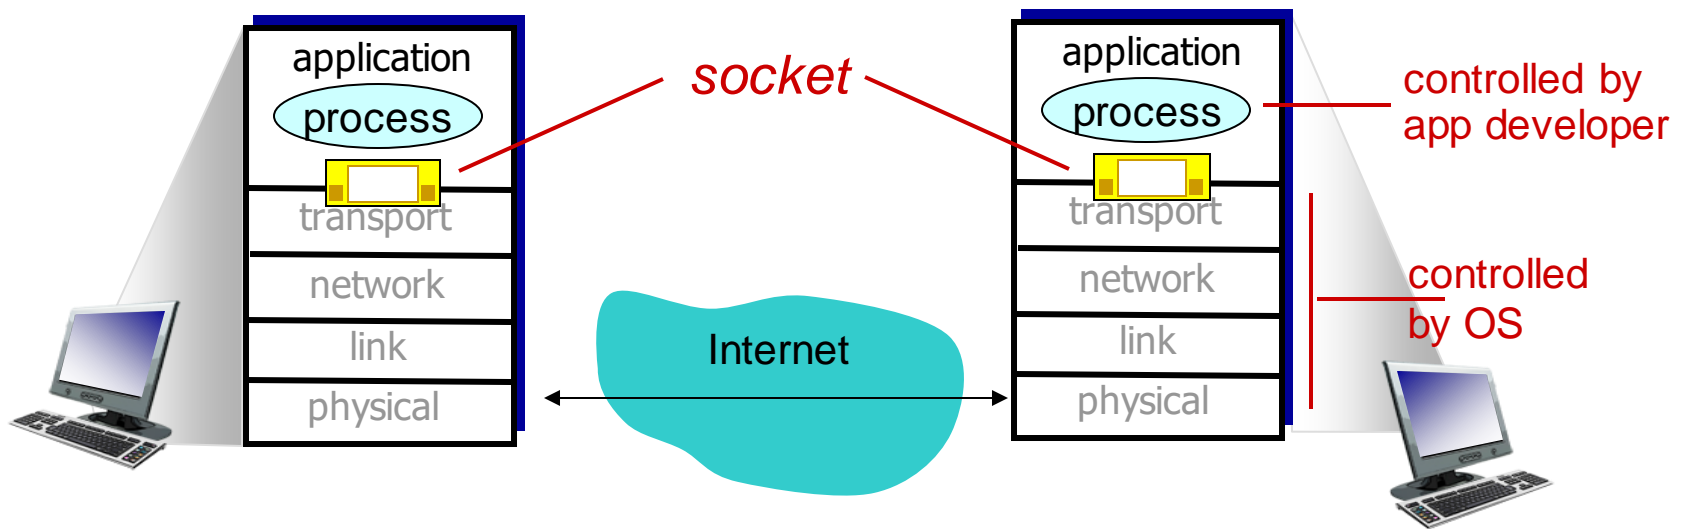 application
process
transport
network
link
physical
socket
Internet
application
process
transport
network
link
physical
controlled by
app developer
controlled
by OS